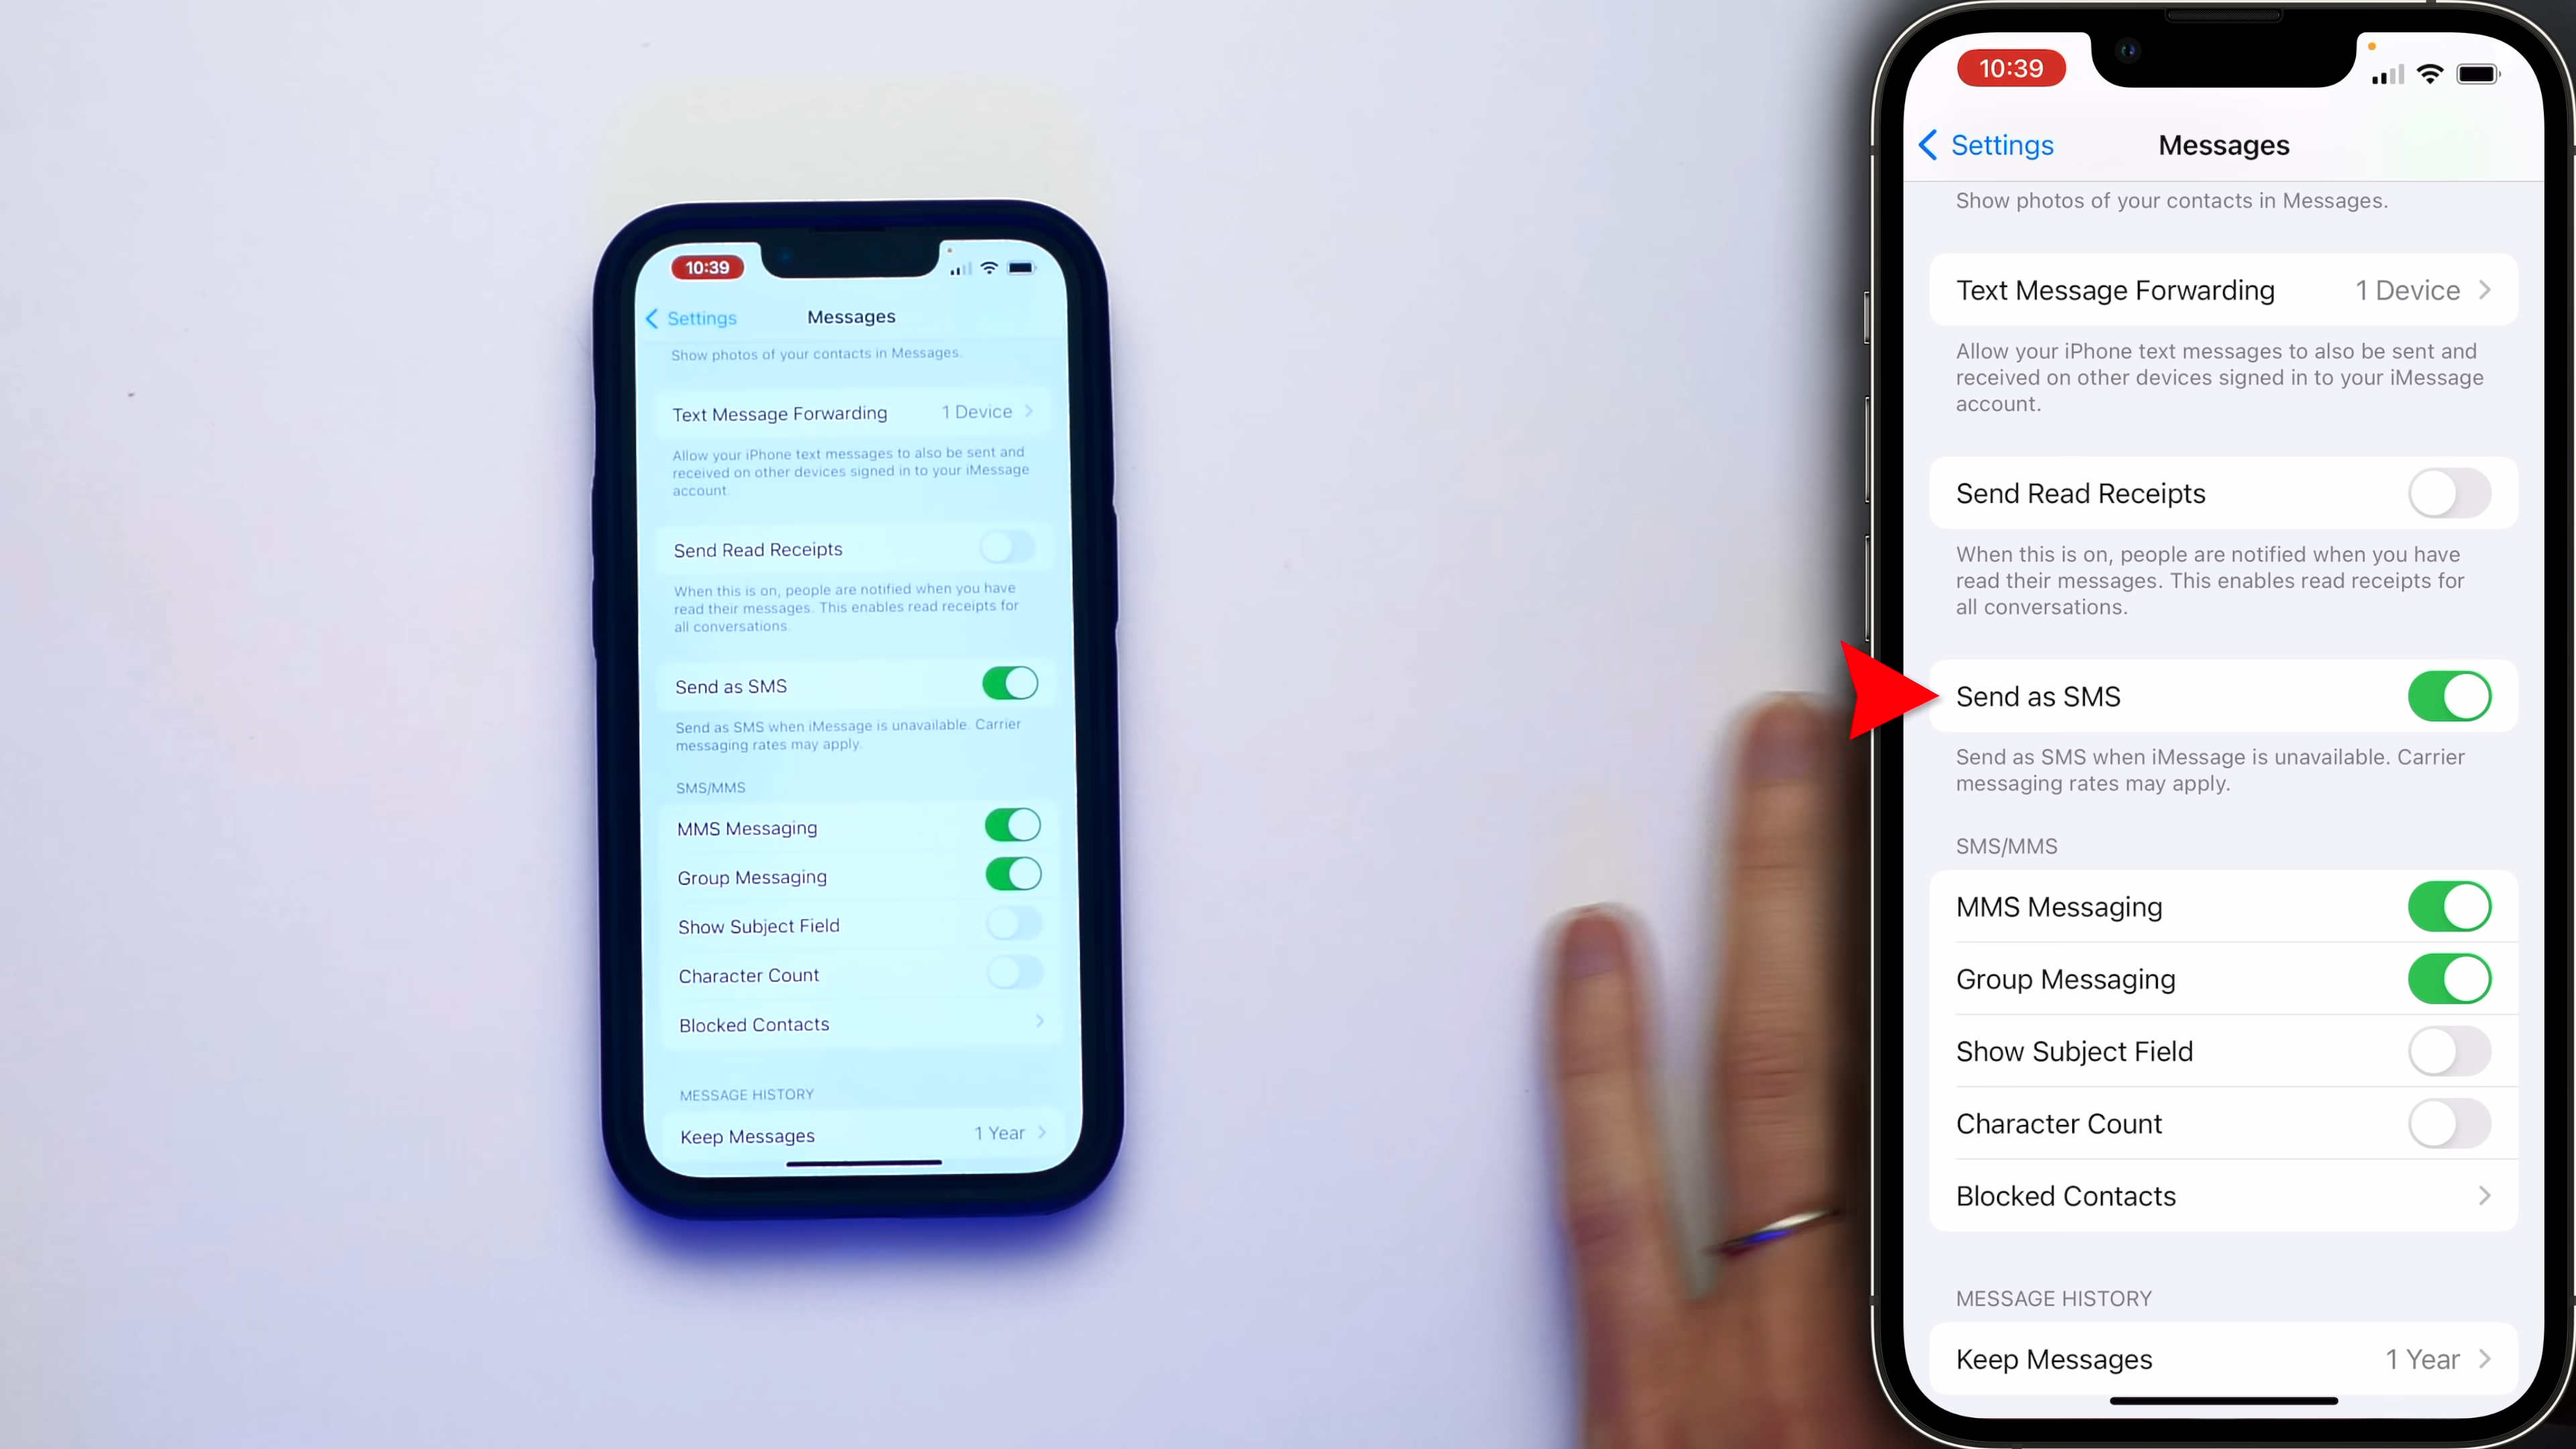 10:39
Settings
Messages
Show photos of your contacts in Messages.
Text Message Forwarding 1 Device
Allow your iPhone text messages to also be sent and
received on other devices signed in to your iMessage
account.
Send Read Receipts
When this is on, people are notified when you have
read their messages. This enables read receipts for
all conversations.
Send as SMS
Send as SMS when iMessage is unavailable. Carrier
messaging rates may apply.
SMS/MMS
MMS Messaging
Group Messaging
Show Subject Field
Character Count
Blocked Contacts
MESSAGE HISTORY
Keep Messages 1 Year
10:39
Settings
Messages
Show photos of your contacts in Messages.
Text Message Forwarding 1 Device
Allow your iPhone text messages to also be sent and
received on other devices signed in to your iMessage
account.
Send Read Receipts
When this is on, people are notified when you have
read their messages. This enables read receipts for
all conversations.
Send as SMS
Send as SMS when iMessage is unavailable. Carrier
messaging rates may apply.
SMS/MMS
MMS Messaging
Group Messaging
Show Subject Field
Character Count
Blocked Contacts
MESSAGE HISTORY
Keep Messages 1 Year